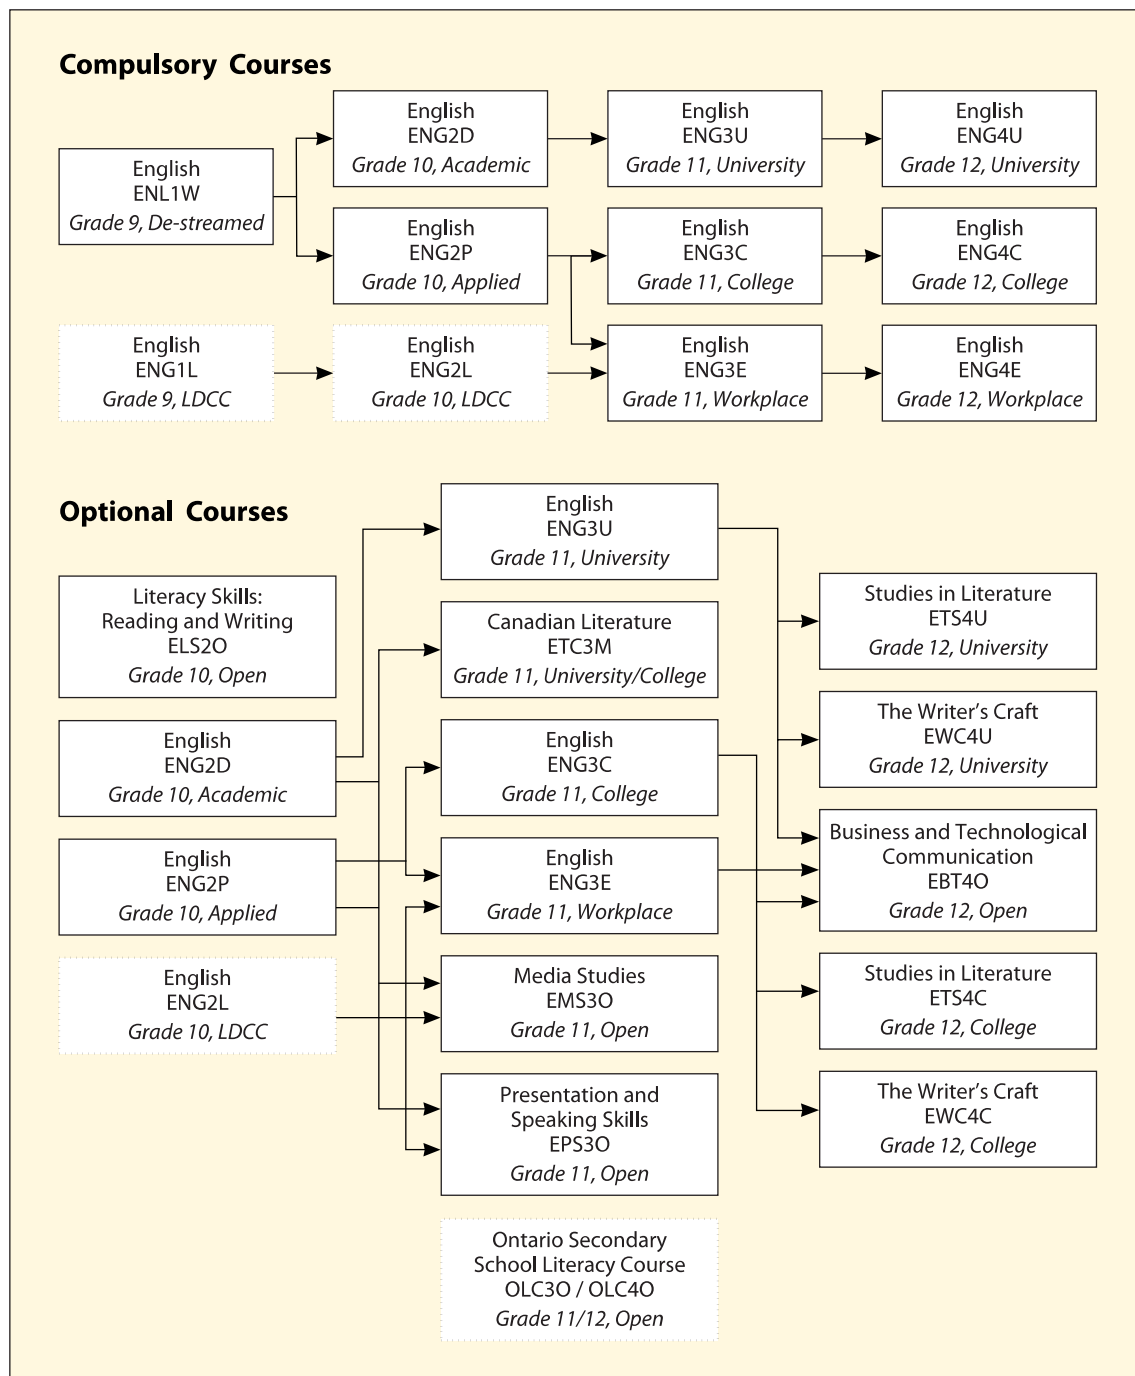 Compulsory Courses
English
ENL1W
Grade 9, De-streamed
English
ENG2D
Grade 10, Academic
English
ENG3U
Grade 11, University
English
ENG4U
Grade 12, University
English
ENG2P
Grade 10, Applied
English
ENG3C
Grade 11, College
English
ENG4C
Grade 12, College
English
ENG1L
Grade 9, LDCC
English
ENG2L
Grade 10, LDCC
English
ENG3E
Grade 11, Workplace
English
ENG4E
Grade 12, Workplace
Optional Courses
Literacy Skills:
Reading and Writing
ELS2O
Grade 10, Open
English
ENG2D
Grade 10, Academic
English
ENG2P
Grade 10, Applied
English
ENG2L
Grade 10, LDCC
English
ENG3U
Grade 11, University
Canadian Literature
ETC3M
Grade 11, University/College
English
ENG3C
Grade 11, College
English
ENG3E
Grade 11, Workplace
Media Studies
EMS3O
Grade 11, Open
Presentation and
Speaking Skills
EPS3O
Grade 11, Open
Ontario Secondary
School Literacy Course
OLC3O / OLC4O
Grade 11/12, Open
Studies in Literature
ETS4U
Grade 12, University
The Writer’s Craft
EWC4U
Grade 12, University
Business and Technological
Communication
EBT4O
Grade 12, Open
Studies in Literature
ETS4C
Grade 12, College
The Writer’s Craft
EWC4C
Grade 12, College